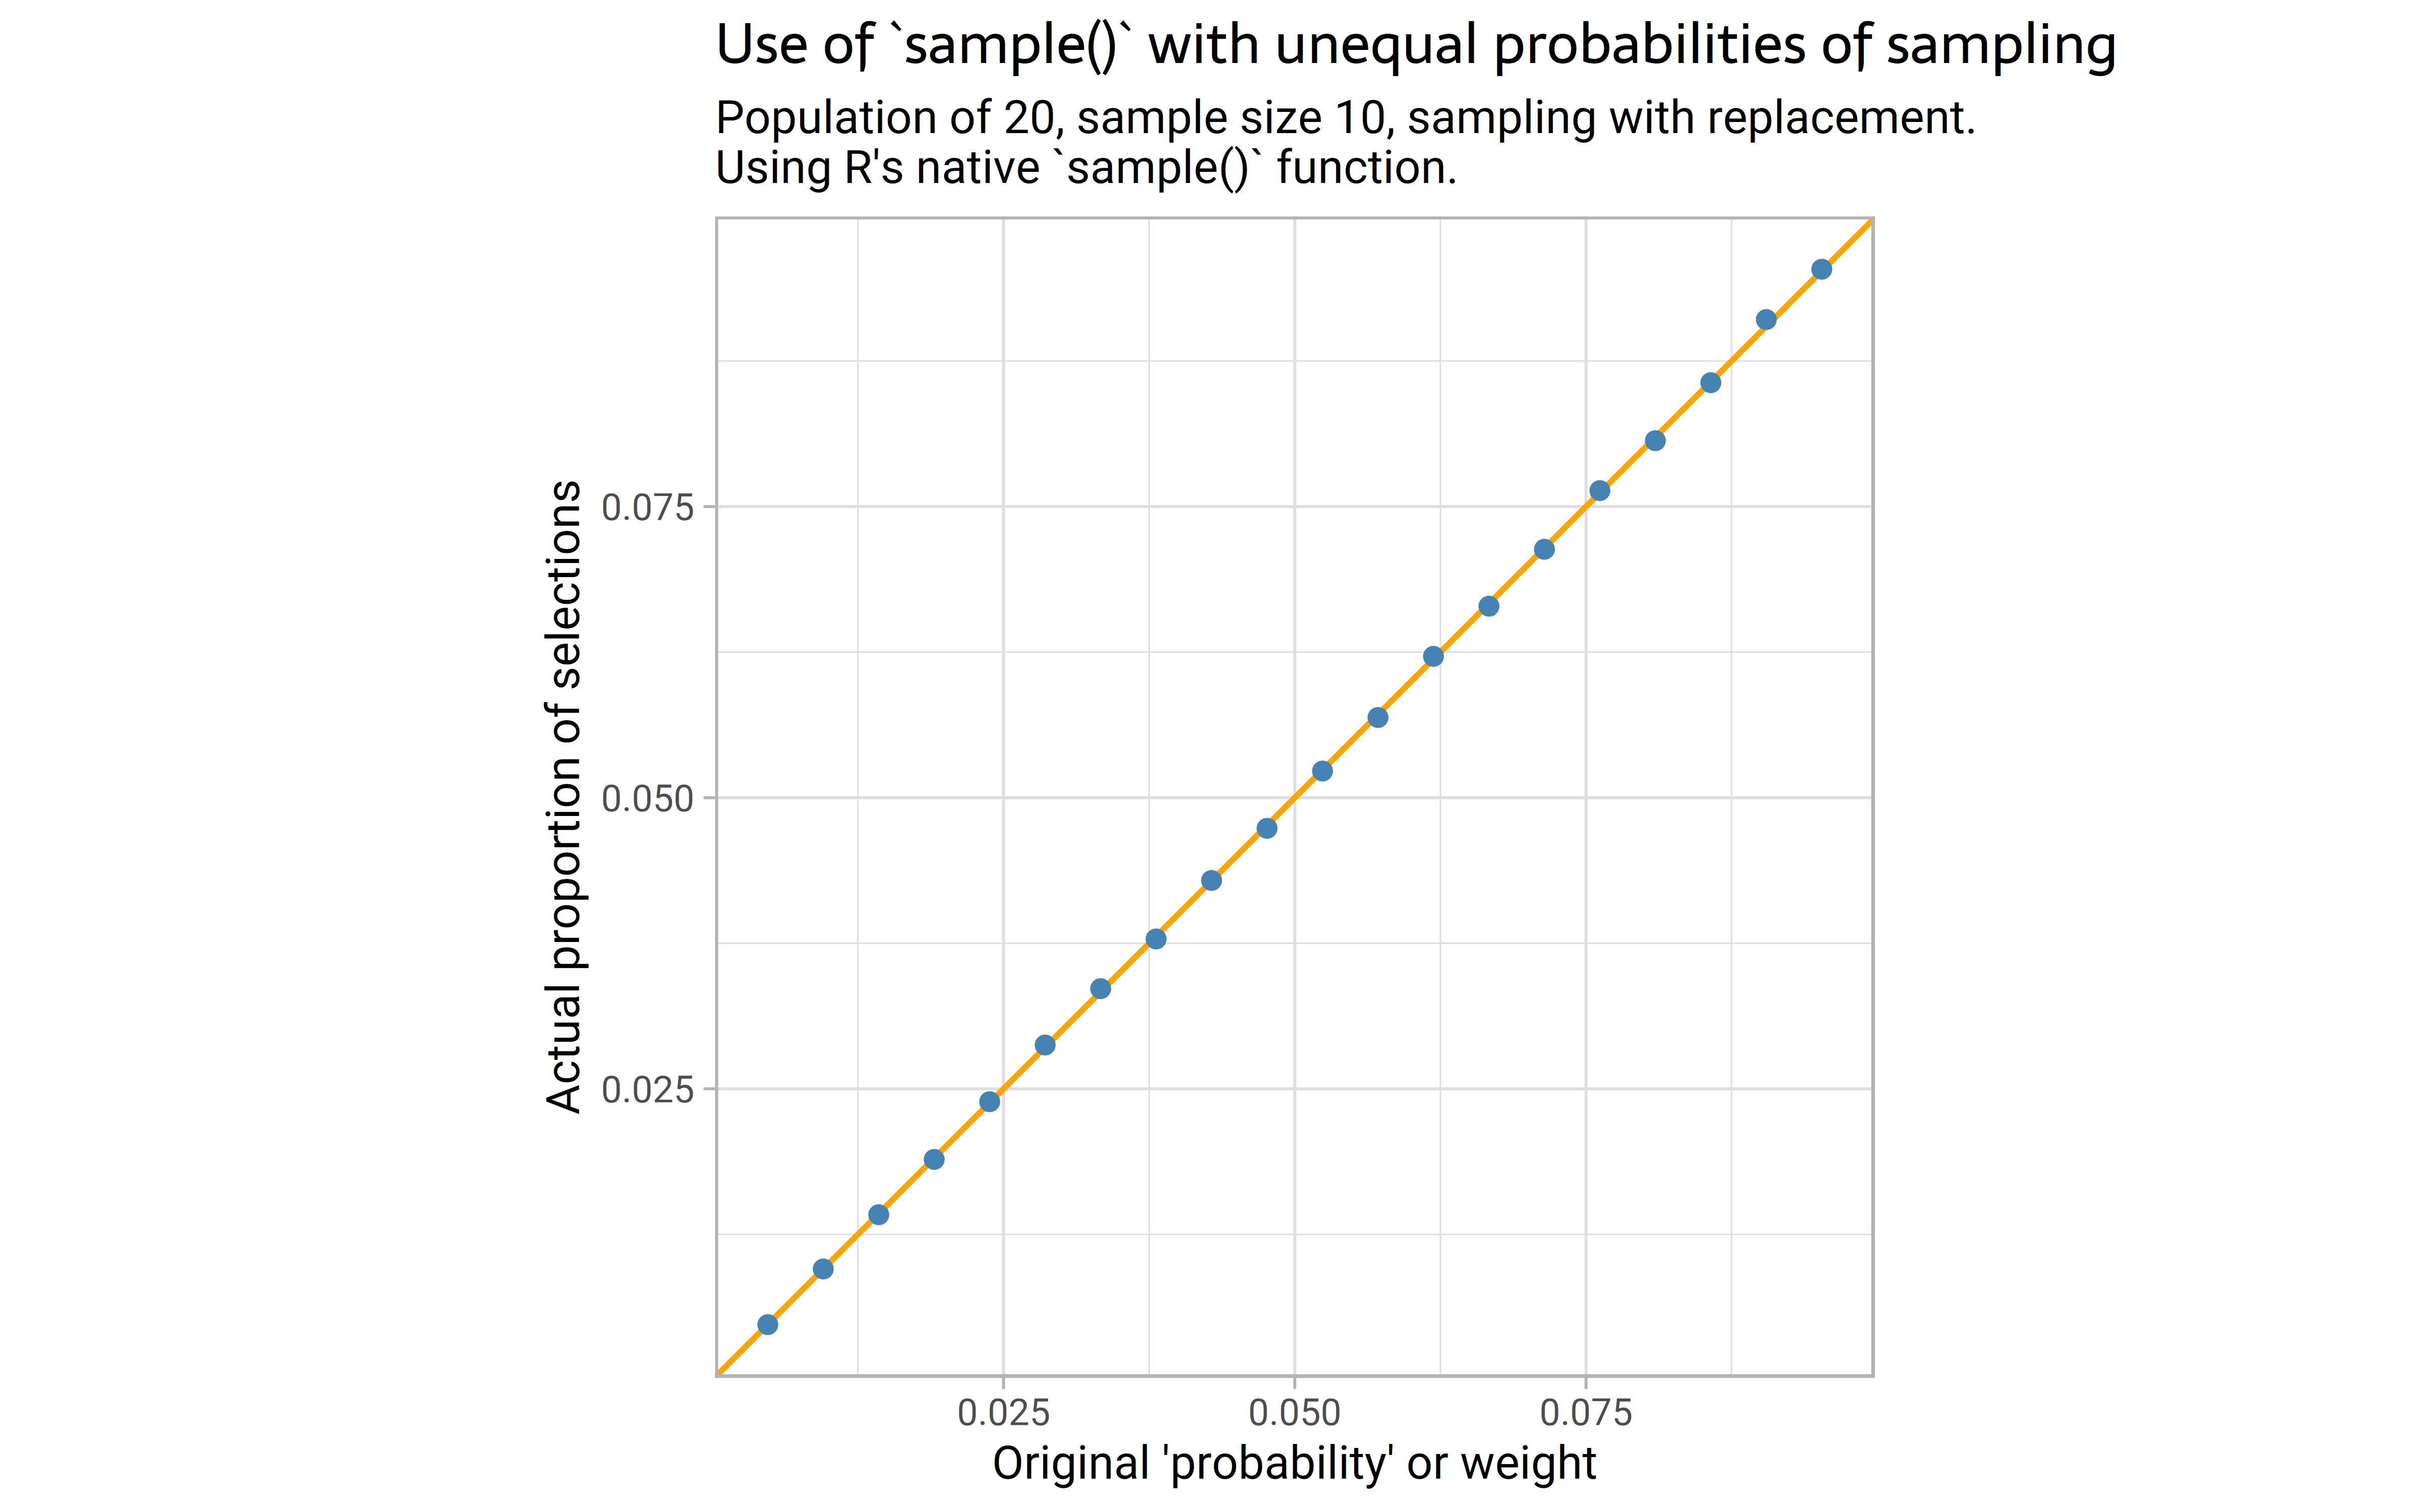 Use of `sample()` with unequal probabilities of sampling
Population of 20, sample size 10, sampling with replacement.
Using R's native `sample()` function.
Actual proportion of selections
0.075
0.050
0.025
0.025 0.050 0.075
Original 'probability' or weight